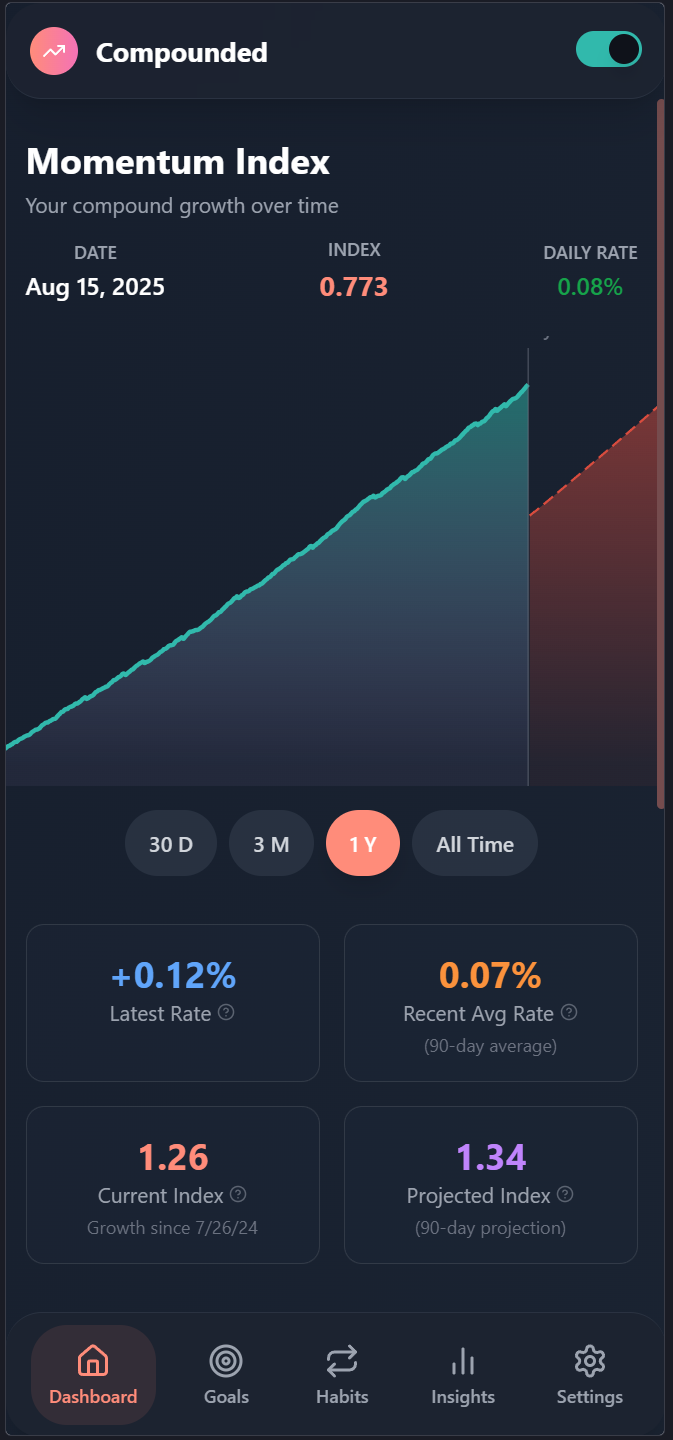 Compounded
Momentum Index
Your compound growth over time
DATE
Aug 15, 2025
INDEX
0.773
DAILY RATE
0.08%
30 D
3 M
1 Y
All Time
+0.12%
Latest Rate
0.07%
Recent Avg Rate
(90-day average)
1.26
Current Index
Growth since 7/26/24
1.34
Projected Index
(90-day projection)
Dashboard
Goals
Habits
Insights
Settings